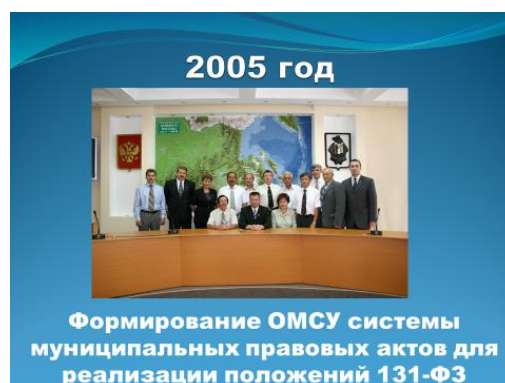 2005 год
Формирование ОМСУ системы
муниципальных правовых актов для
реализации положений 131-ФЗ